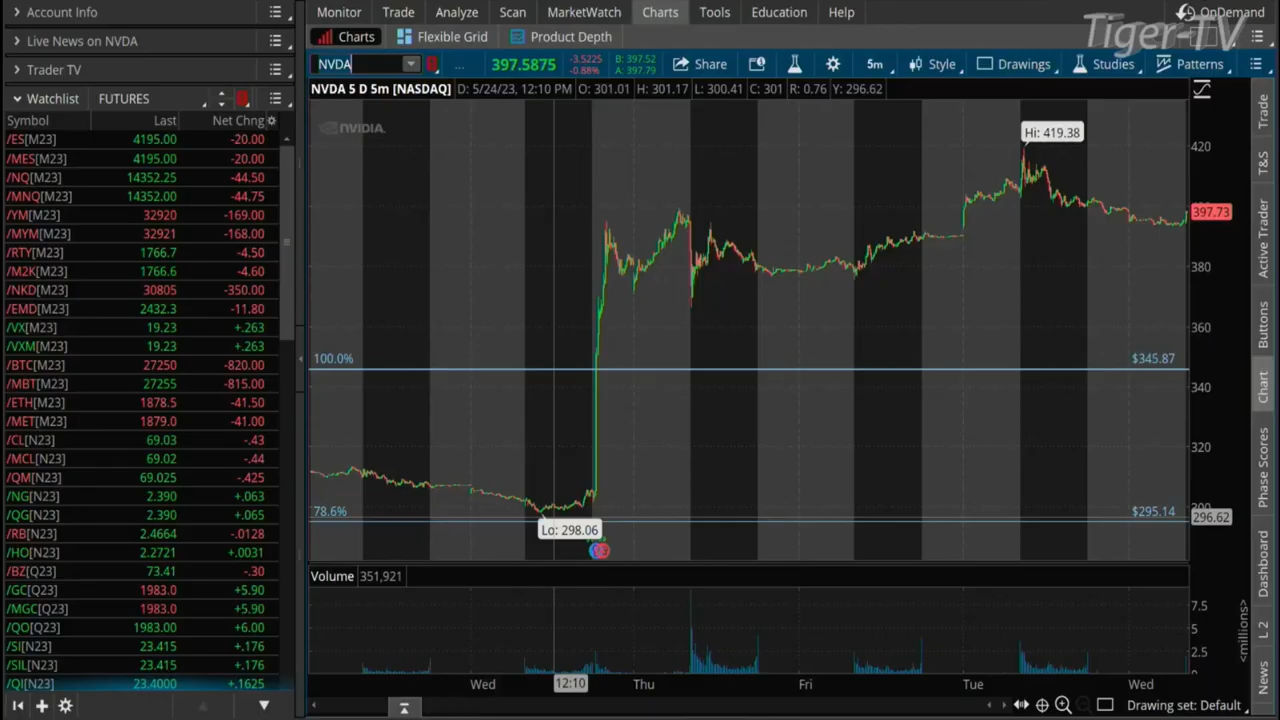 Account Info
Live News on NVDA
Trader TV
Watchlist FUTURES
Symbol Last Net Chng
/ES[M23] 4195.00 -20.00
/MES[M23] 4195.00 -20.00
/NQ[M23] 14352.25 -44.50
/MNQ[M23] 14352.00 -44.75
/YM[M23] 32920 -169.00
/MYM[M23] 32921 -168.00
/RTY[M23] 1766.7 -4.50
/M2K[M23] 1766.6 -4.60
/NKD[M23] 30805 -350.00
/EMD[M23] 2432.3 -11.80
/VX[M23] 19.23 +.263
/VXM[M23] 19.23 +.263
/BTC[M23] 27250 -820.00
/MBT[M23] 27255 -815.00
/ETH[M23] 1878.5 -41.50
/MET[M23] 1879.0 -41.00
/CL[N23] 69.03 -.43
/MCL[N23] 69.02 -.44
/QM[N23] 69.025 -.425
/NG[N23] 2.390 +.063
/QG[N23] 2.390 +.065
/RB[N23] 2.4664 -.0128
/HO[N23] 2.2721 +.0031
/BZ[Q23] 73.41 -.30
/GC[Q23] 1983.0 +5.90
/MGC[Q23] 1983.0 +5.90
/QO[Q23] 1983.00 +6.00
/SI[N23] 23.415 +.176
/SIL[N23] 23.415 +.176
/QI[N23] 23.4000 +.1625
Monitor Trade Analyze Scan MarketWatch Charts Tools Education Help
OnDemand
Tiger-TV
Charts Flexible Grid Product Depth
NVDA ... 397.5875 -3.5225 -0.88% B: 397.52 A: 397.79 Share 5m Style Drawings Studies Patterns
NVDA 5 D 5m [NASDAQ] D: 5/24/23, 12:10 PM O: 301.01 H: 301.17 L: 300.41 C: 301 R: 0.76 Y: 296.62
NVIDIA.
Hi: 419.38
420
397.73
380
360
100.0% $345.87
340
320
78.6% $295.14
296.62
Lo: 298.06
Volume 351,921
7.5
5
2.5
<millions>
Wed 12:10 Thu Fri Tue Wed
Drawing set: Default
Trade
T&S
Active Trader
Buttons
Chart
Phase Scores
Dashboard
L 2
News